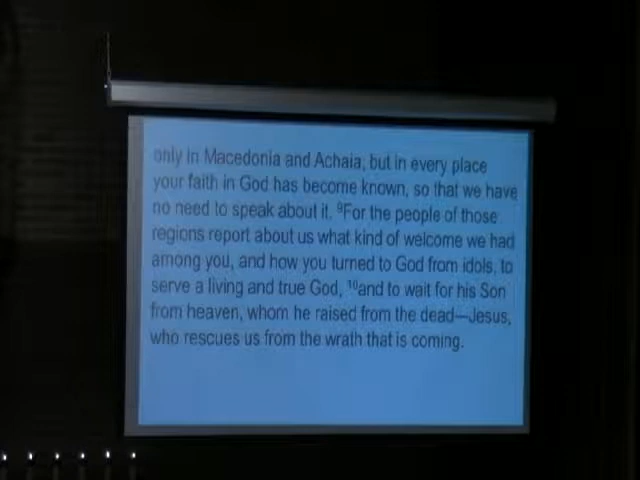 only in Macedonia and Achaia, but in every place
your faith in God has become known, so that we have
no need to speak about it. ⁹For the people of those
regions report about us what kind of welcome we had
among you, and how you turned to God from idols, to
serve a living and true God, ¹⁰and to wait for his Son
from heaven, whom he raised from the dead—Jesus,
who rescues us from the wrath that is coming.